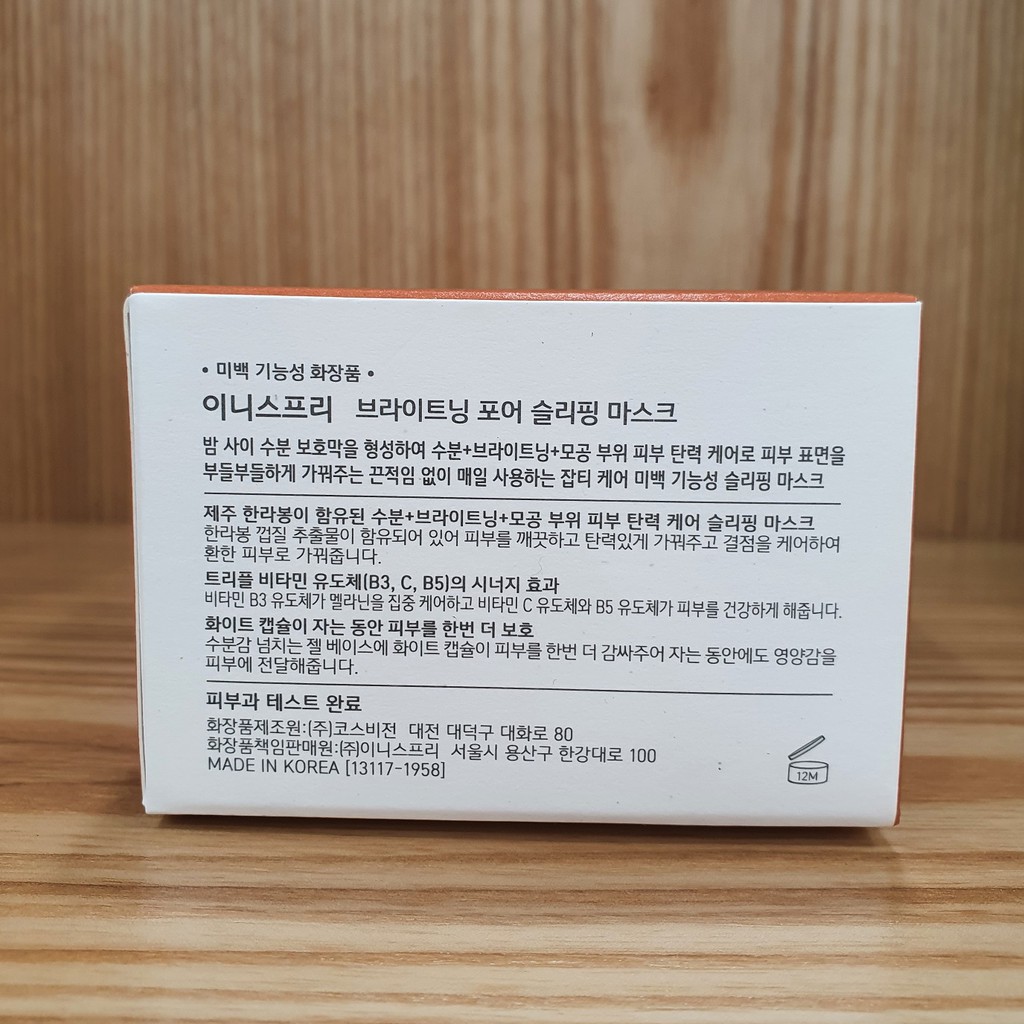 • 미백 기능성 화장품 •
이니스프리 브라이트닝 포어 슬리핑 마스크
밤 사이 수분 보호막을 형성하여 수분+브라이트닝+모공 부위 피부 탄력 케어로 피부 표면을
부들부들하게 가꿔주는 끈적임 없이 매일 사용하는 잡티 케어 미백 기능성 슬리핑 마스크
제주 한라봉이 함유된 수분+브라이트닝+모공 부위 피부 탄력 케어 슬리핑 마스크
한라봉 껍질 추출물이 함유되어 있어 피부를 깨끗하고 탄력있게 가꿔주고 결점을 케어하여
환한 피부로 가꿔줍니다.
트리플 비타민 유도체(B3, C, B5)의 시너지 효과
비타민 B3 유도체가 멜라닌을 집중 케어하고 비타민 C 유도체와 B5 유도체가 피부를 건강하게 해줍니다.
화이트 캡슐이 자는 동안 피부를 한번 더 보호
수분감 넘치는 젤 베이스에 화이트 캡슐이 피부를 한번 더 감싸주어 자는 동안에도 영양감을
피부에 전달해줍니다.
피부과 테스트 완료
화장품제조원:(주)코스비전 대전 대덕구 대화로 80
화장품책임판매원:(주)이니스프리 서울시 용산구 한강대로 100
MADE IN KOREA [13117-1958]
12M